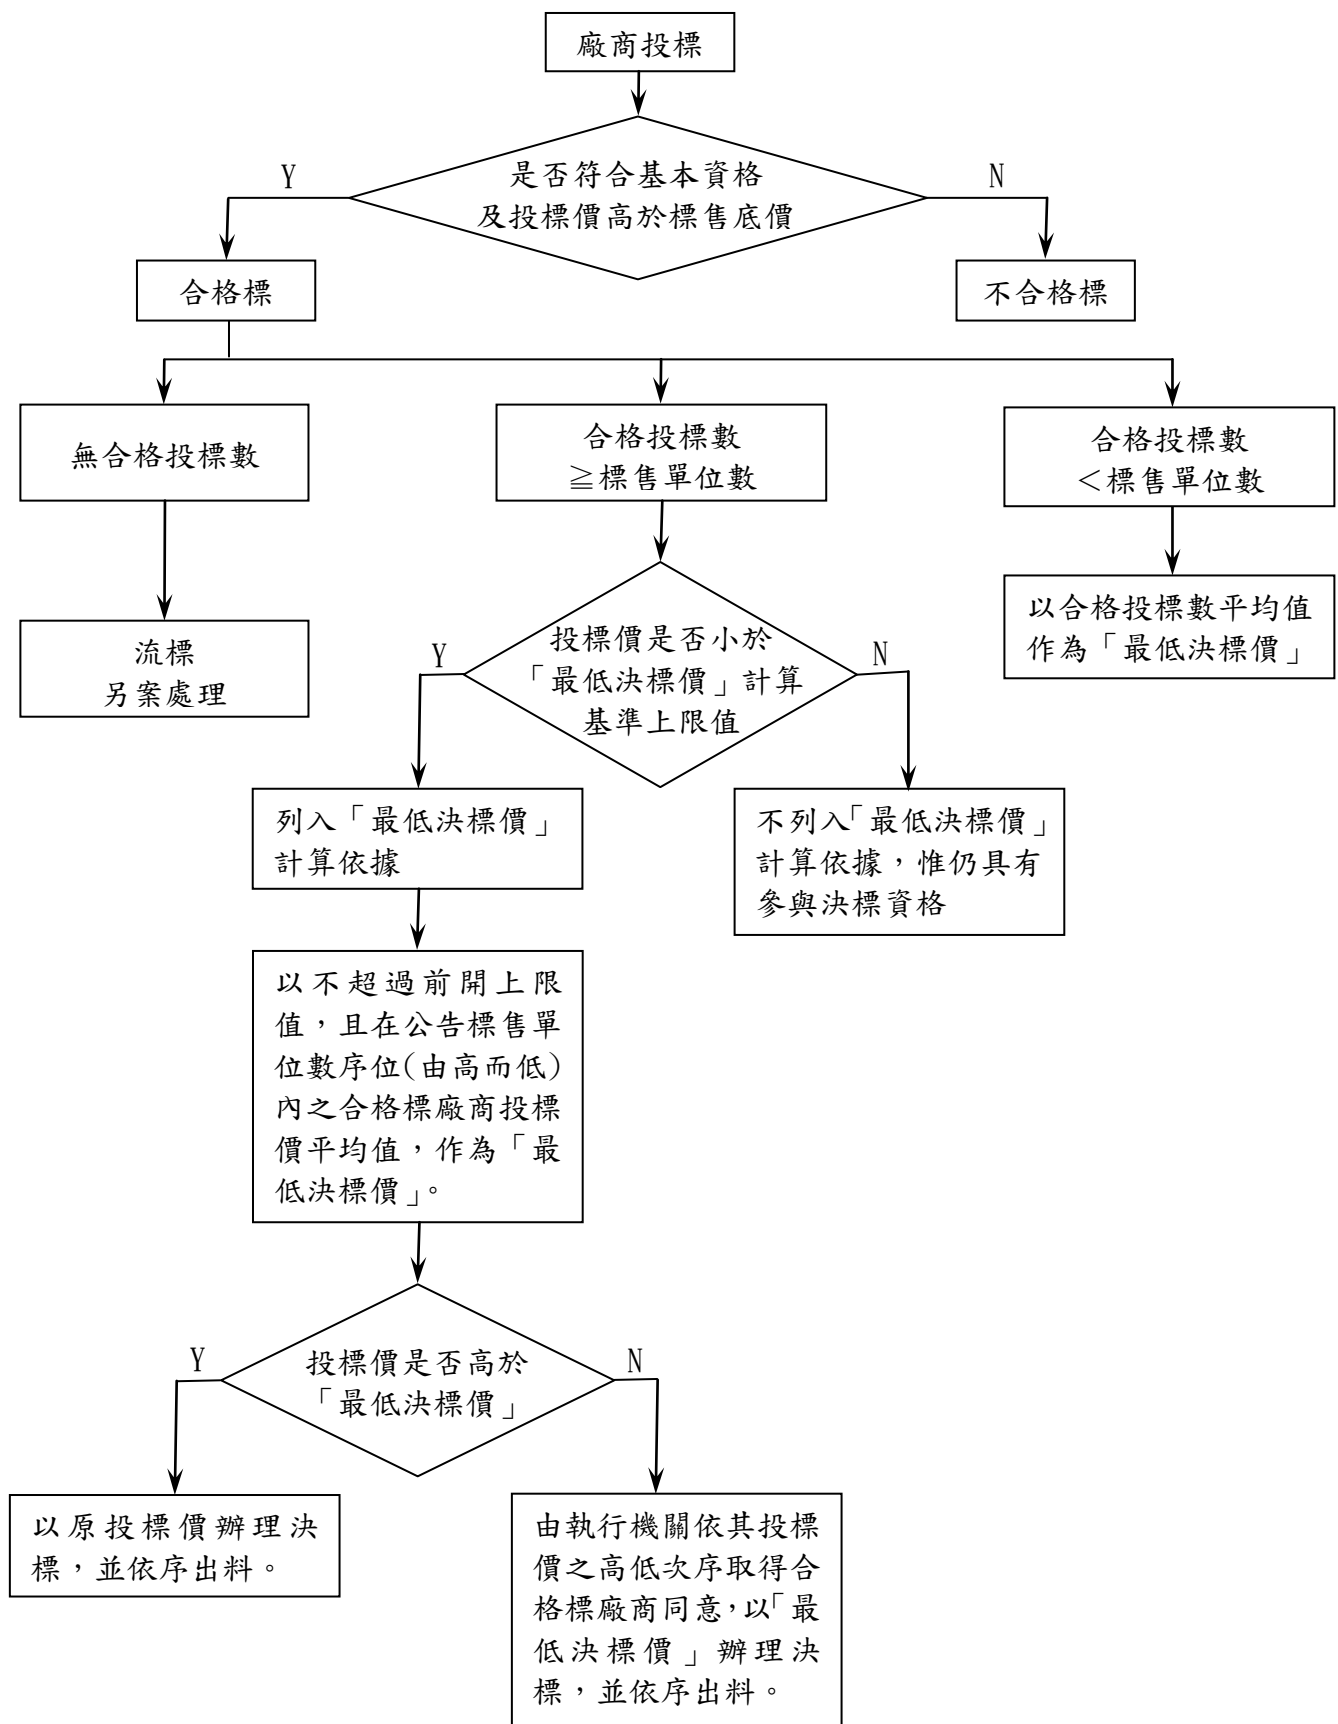 廠商投標
Y
是否符合基本資格
及投標價高於標售底價
N
合格標
不合格標
無合格投標數
合格投標數
≧標售單位數
合格投標數
＜標售單位數
流標
另案處理
Y
投標價是否小於
「最低決標價」計算
基準上限值
N
以合格投標數平均值
作為「最低決標價」
列入「最低決標價」
計算依據
不列入「最低決標價」
計算依據，惟仍具有
參與決標資格
以不超過前開上限
值，且在公告標售單
位數序位(由高而低)
內之合格標廠商投標
價平均值，作為「最
低決標價」。
Y
投標價是否高於
「最低決標價」
N
以原投標價辦理決
標，並依序出料。
由執行機關依其投標
價之高低次序取得合
格標廠商同意，以「最
低決標價」辦理決
標，並依序出料。